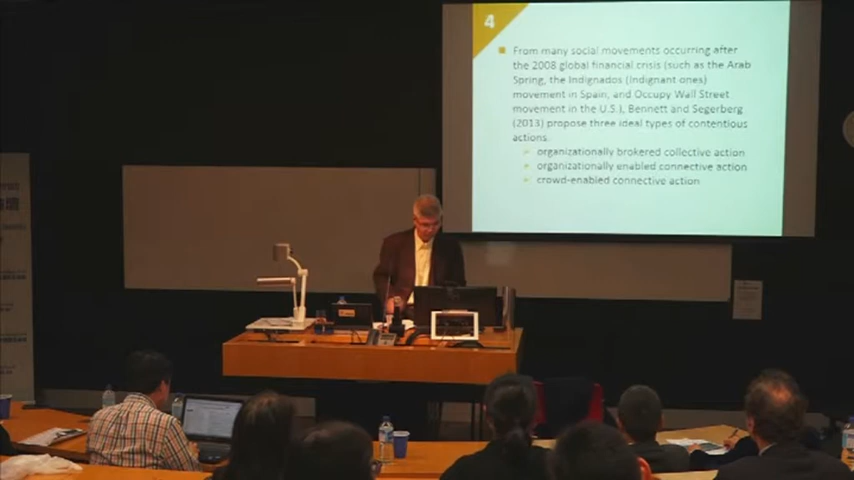 4
From many social movements occurring after
the 2008 global financial crisis (such as the Arab
Spring, the Indignados (Indignant ones)
movement in Spain, and Occupy Wall Street
movement in the U.S.), Bennett and Segerberg
(2013) propose three ideal types of contentious
actions.
organizationally brokered collective action
organizationally enabled connective action
crowd-enabled connective action